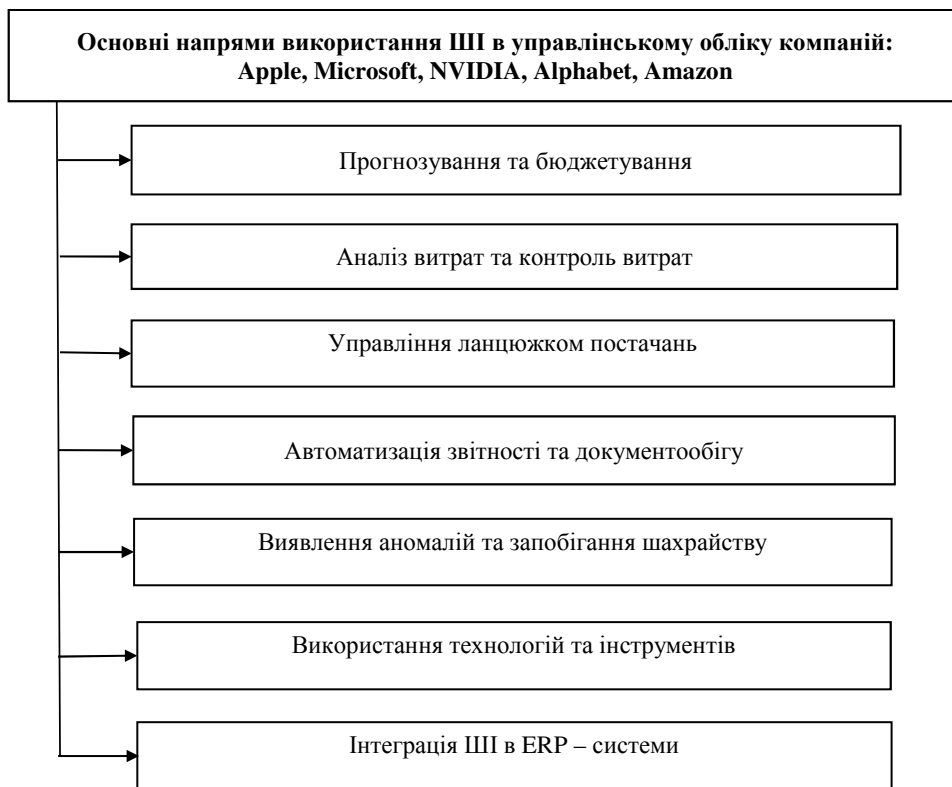 Основні напрями використання ШІ в управлінському обліку компаній:
Apple, Microsoft, NVIDIA, Alphabet, Amazon
Прогнозування та бюджетування
Аналіз витрат та контроль витрат
Управління ланцюжком постачань
Автоматизація звітності та документообігу
Виявлення аномалій та запобігання шахрайству
Використання технологій та інструментів
Інтеграція ШІ в ERP – системи